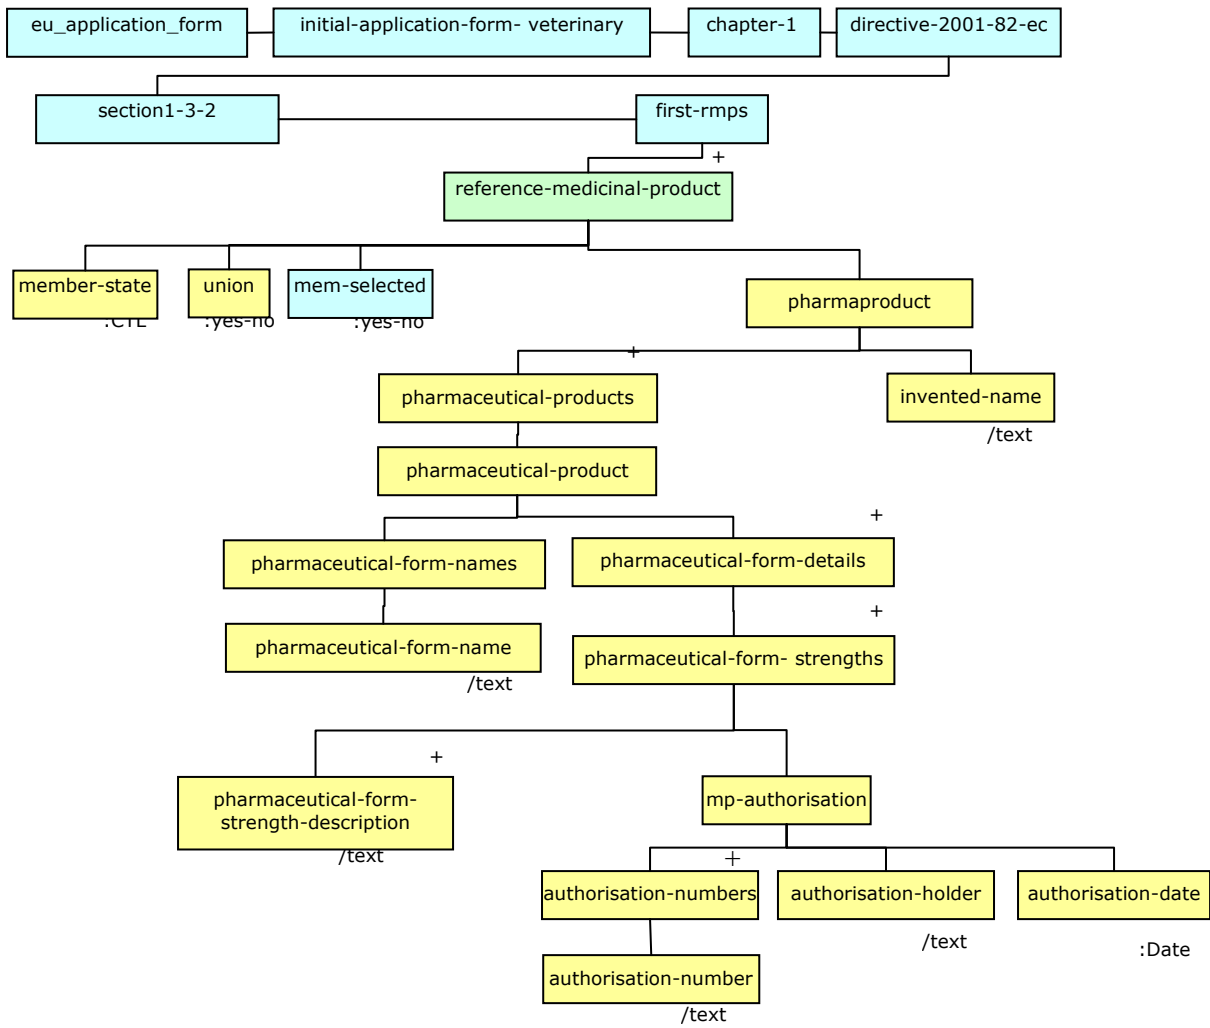 eu_application_form
initial-application-form- veterinary
chapter-1
directive-2001-82-ec
section1-3-2
first-rmps
+
reference-medicinal-product
member-state
:CTL
union
:yes-no
mem-selected
:yes-no
pharmaproduct
+
pharmaceutical-products
invented-name
/text
pharmaceutical-product
+
pharmaceutical-form-names
pharmaceutical-form-details
+
pharmaceutical-form-name
/text
pharmaceutical-form- strengths
+
pharmaceutical-form-
strength-description
/text
mp-authorisation
+
authorisation-numbers
authorisation-holder
/text
authorisation-date
:Date
authorisation-number
/text